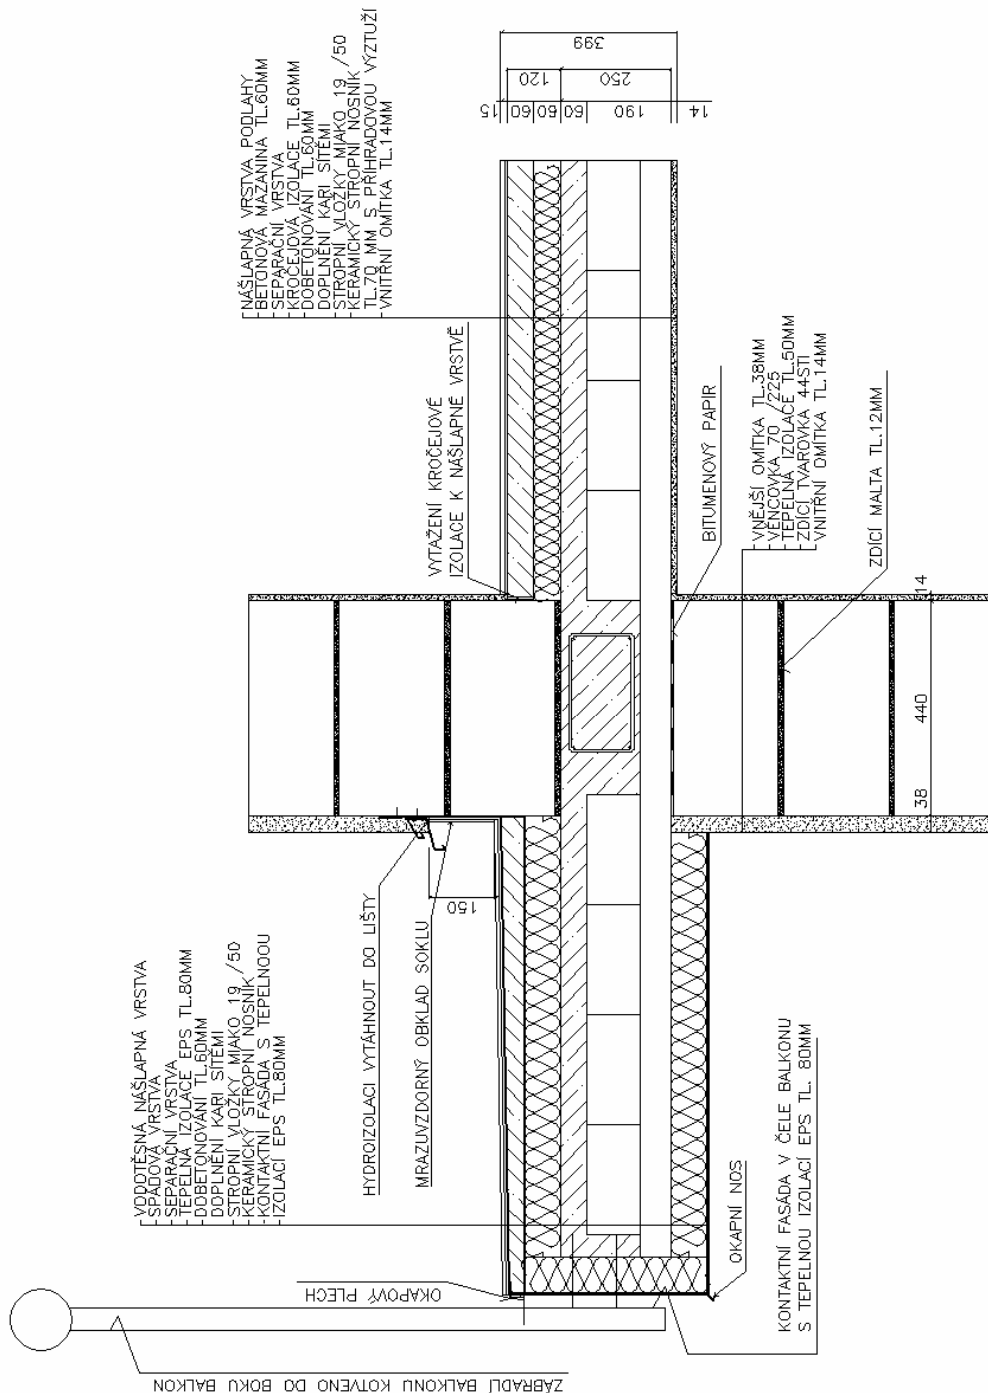 NÁŠLAPNÁ VRSTVA PODLAHY
BETONOVÁ MAZANINA TL.60MM
SEPARAČNÍ VRSTVA
KROČEJOVÁ IZOLACE TL.60MM
DOBETONOVÁNÍ TL.60MM
DOPLNĚNÍ KARI SÍTĚMI
STROPNÍ VLOŽKY MIAKO 19 /50
KERAMICKÝ STROPNÍ NOSNÍK
TL.70 MM S PŘÍHRADOVOU VÝZTUŽÍ
VNITŘNÍ OMÍTKA TL.14MM
399
120
250
15
60
60
60
190
14
VYTAŽENÍ KROČEJOVÉ
IZOLACE K NÁŠLAPNÉ VRSTVĚ
BITUMENOVÝ PAPÍR
VNĚJŠÍ OMÍTKA TL.38MM
VĚNCOVKA 70 /225
TEPELNÁ IZOLACE TL.50MM
ZDÍCÍ TVAROVKA 44STI
VNITŘNÍ OMÍTKA TL.14MM
ZDÍCÍ MALTA TL.12MM
38
440
14
150
VODOTĚSNÁ NÁŠLAPNÁ VRSTVA
SPÁDOVÁ VRSTVA
SEPARAČNÍ VRSTVA
TEPELNÁ IZOLACE EPS TL.80MM
DOBETONOVÁNÍ TL.60MM
DOPLNĚNÍ KARI SÍTĚMI
STROPNÍ VLOŽKY MIAKO 19 /50
KERAMICKÝ STROPNÍ NOSNÍK
KONTAKTNÍ FASÁDA S TEPELNOOU
IZOLACÍ EPS TL.80MM
HYDROIZOLACI VYTÁHNOUT DO LIŠTY
MRAZUVZDORNÝ OBKLAD SOKLU
OKAPOVÝ PLECH
OKAPNÍ NOS
KONTAKTNÍ FASÁDA V ČELE BALKONU
S TEPELNOU IZOLACÍ EPS TL. 80MM
ZÁBRADLÍ BALKONU KOTVENO DO BOKU BALKON